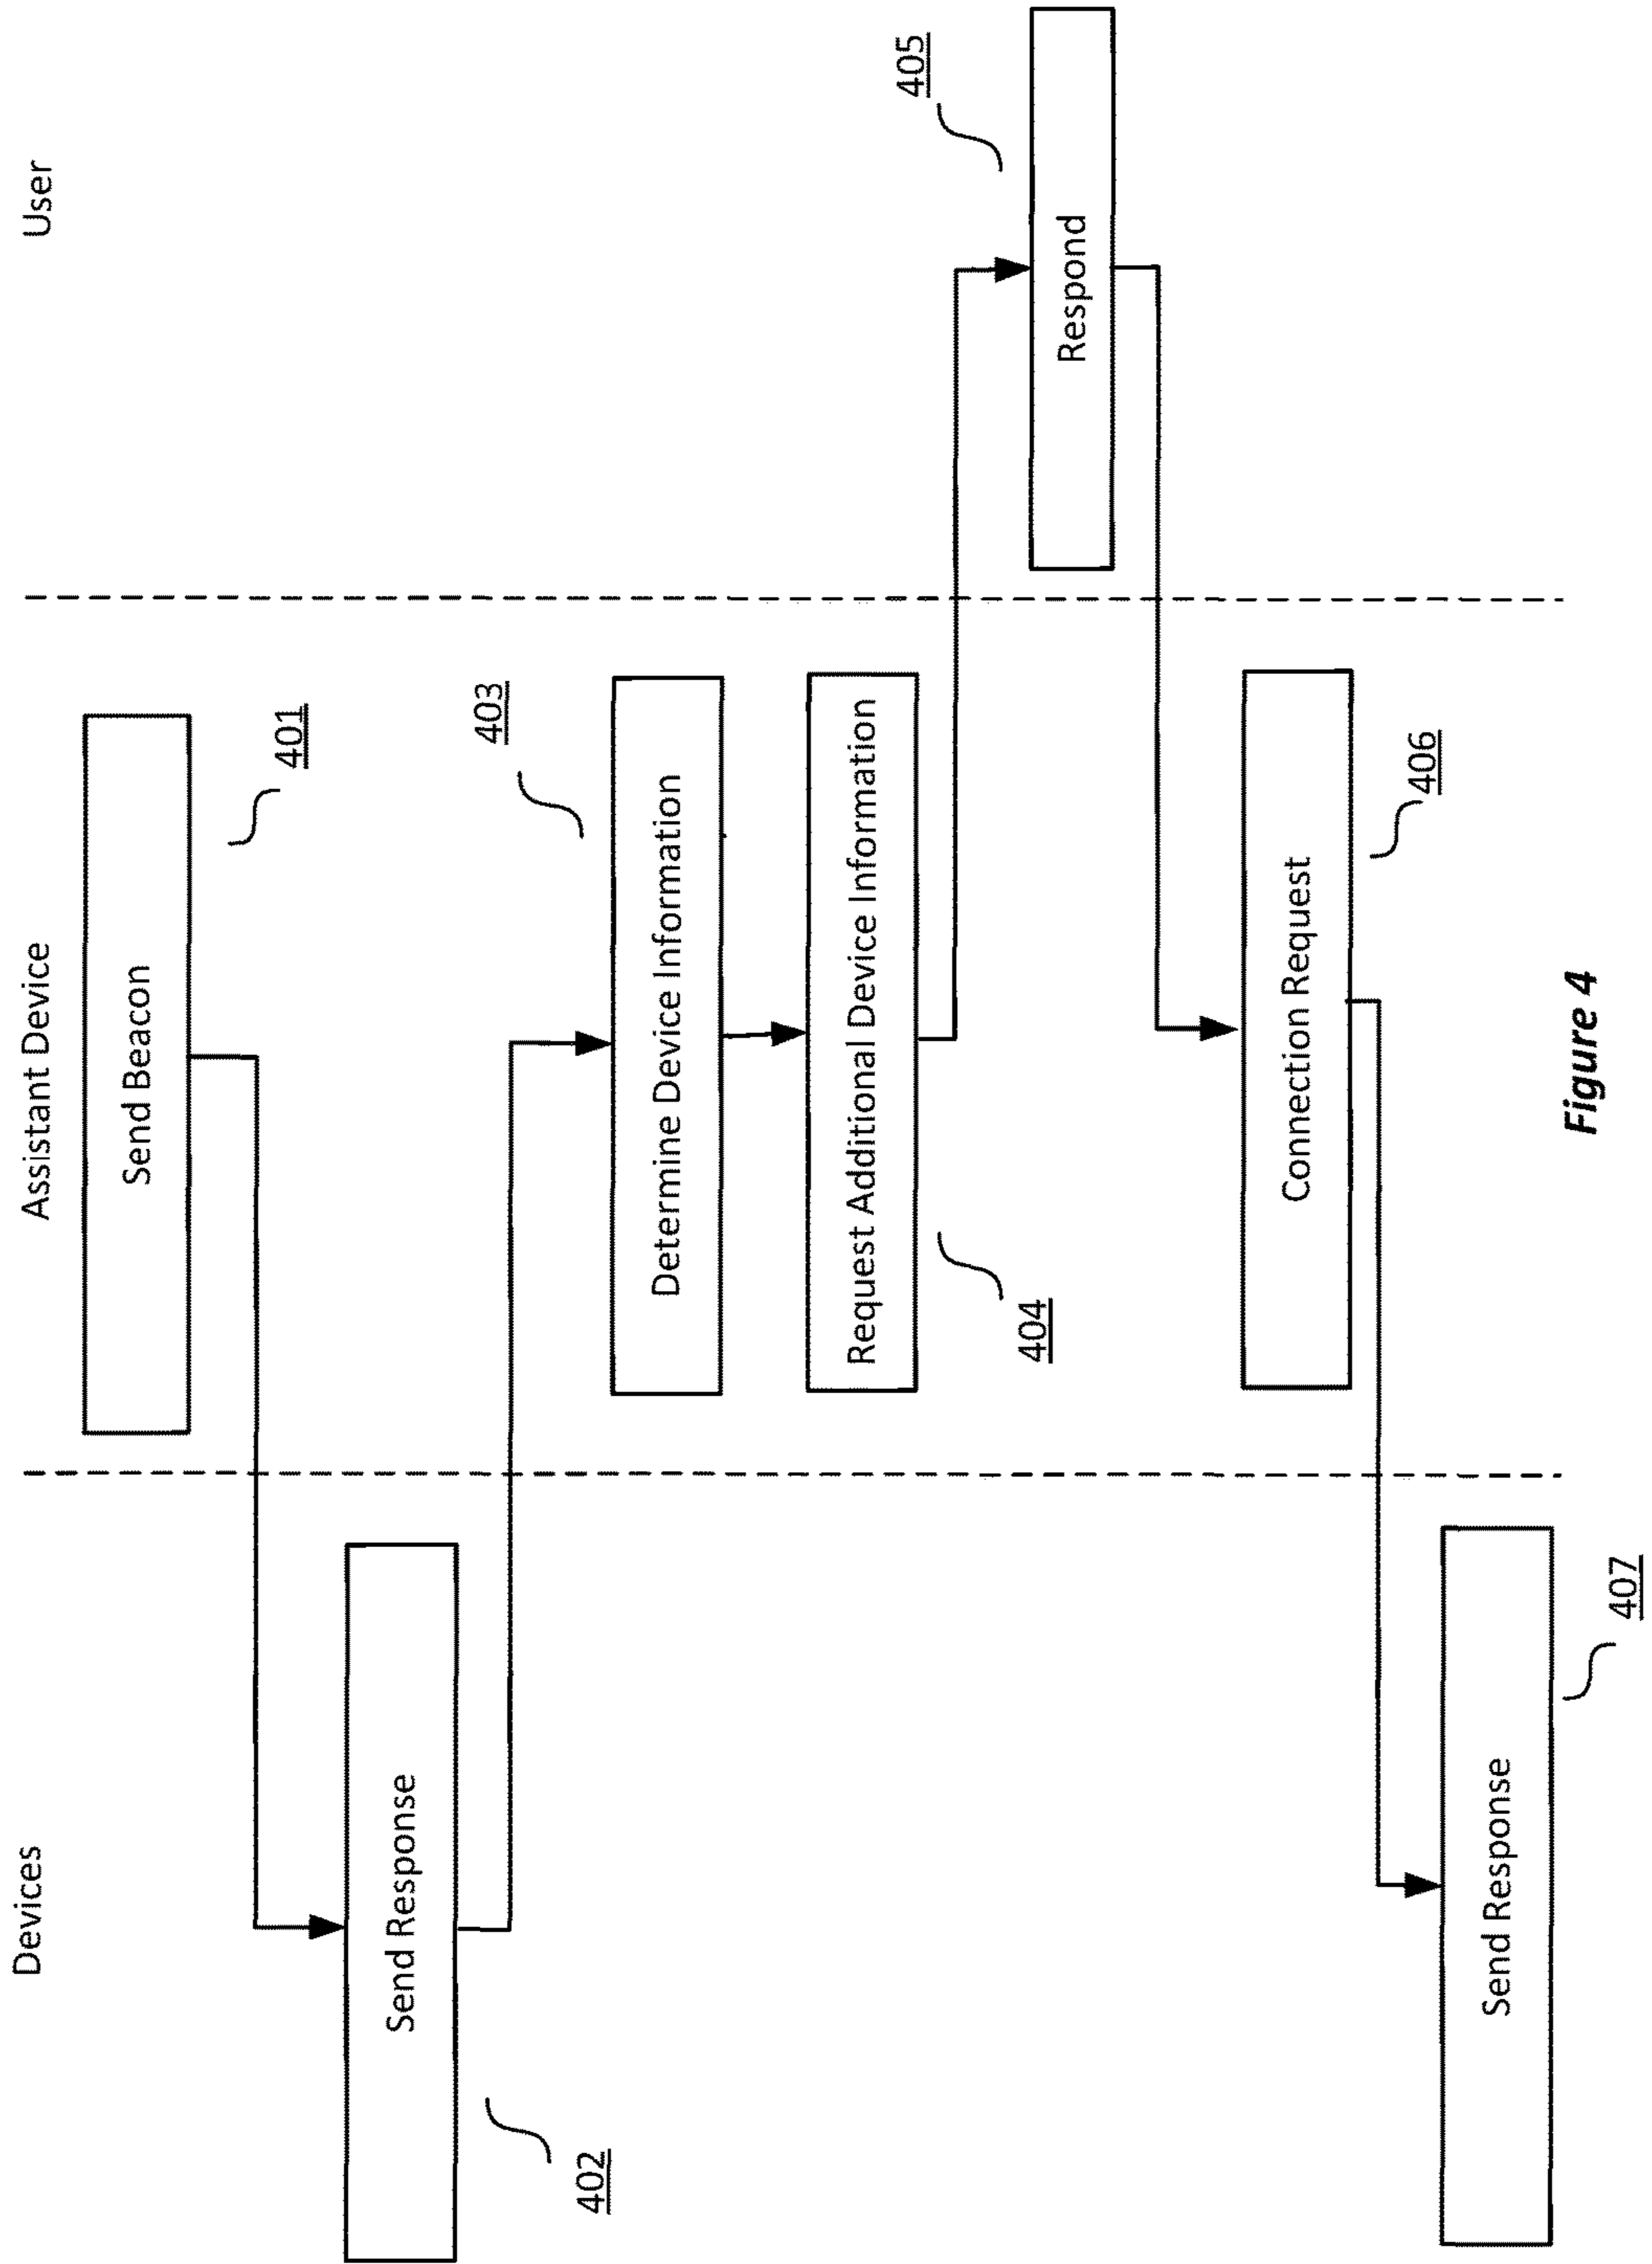 Devices
Assistant Device
User
Send Beacon
401
Send Response
402
403
Determine Device Information
Request Additional Device Information
404
405
Respond
Connection Request
406
Send Response
407
Figure 4